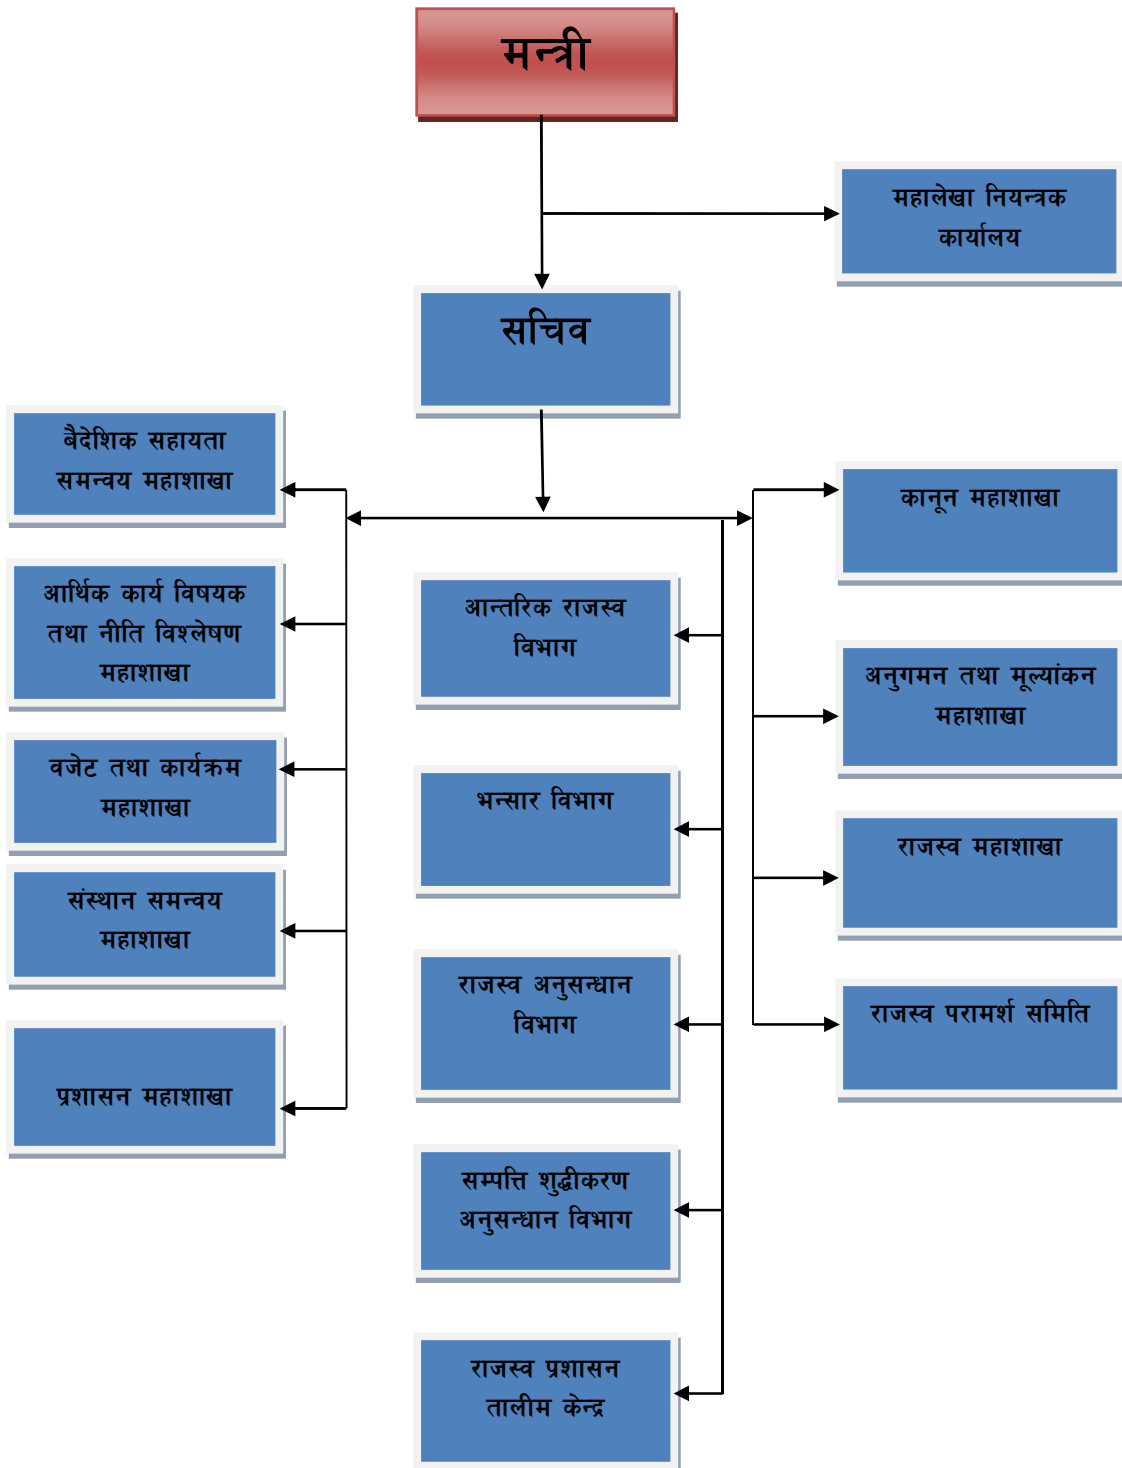 मन्त्री
महालेखा नियन्त्रक
कार्यालय
सचिव
बैदेशिक सहायता
समन्वय महाशाखा
आर्थिक कार्य विषयक
तथा नीति विश्लेषण
महाशाखा
वजेट तथा कार्यक्रम
महाशाखा
संस्थान समन्वय
महाशाखा
प्रशासन महाशाखा
आन्तरिक राजस्व
विभाग
भन्सार विभाग
राजस्व अनुसन्धान
विभाग
सम्पत्ति शुद्धीकरण
अनुसन्धान विभाग
राजस्व प्रशासन
तालीम केन्द्र
कानून महाशाखा
अनुगमन तथा मूल्यांकन
महाशाखा
राजस्व महाशाखा
राजस्व परामर्श समिति